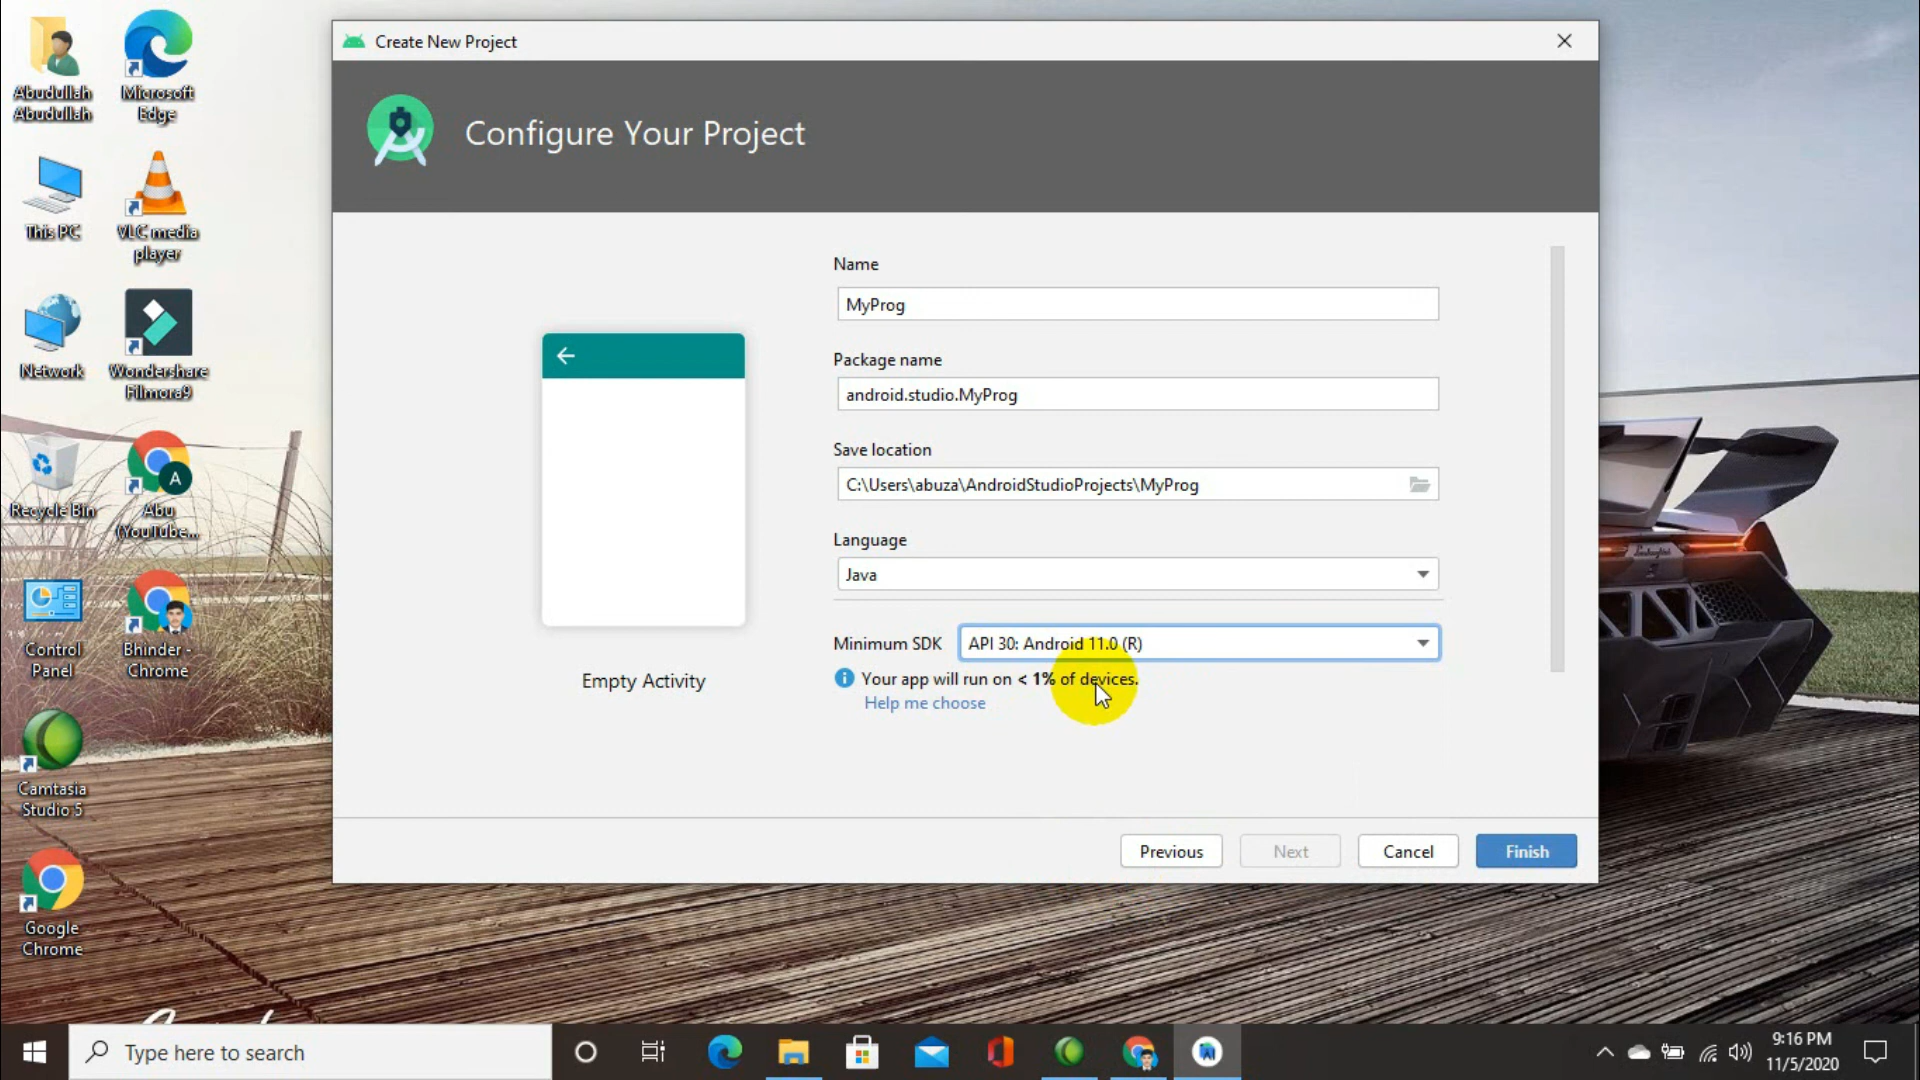 Create New Project
Configure Your Project
Name
MyProg
Package name
android.studio.MyProg
Save location
C:\Users\abuza\AndroidStudioProjects\MyProg
Language
Java
Minimum SDK
API 30: Android 11.0 (R)
Your app will run on < 1% of devices.
Help me choose
Empty Activity
Previous
Next
Cancel
Finish
Abudullah
Abudullah
Microsoft
Edge
This PC
VLC media
player
Network
Wondershare
Filmora9
Recycle Bin
A
Abu
(YouTube...
Control
Panel
Bhinder -
Chrome
Camtasia
Studio 5
Google
Chrome
Type here to search
9:16 PM
11/5/2020